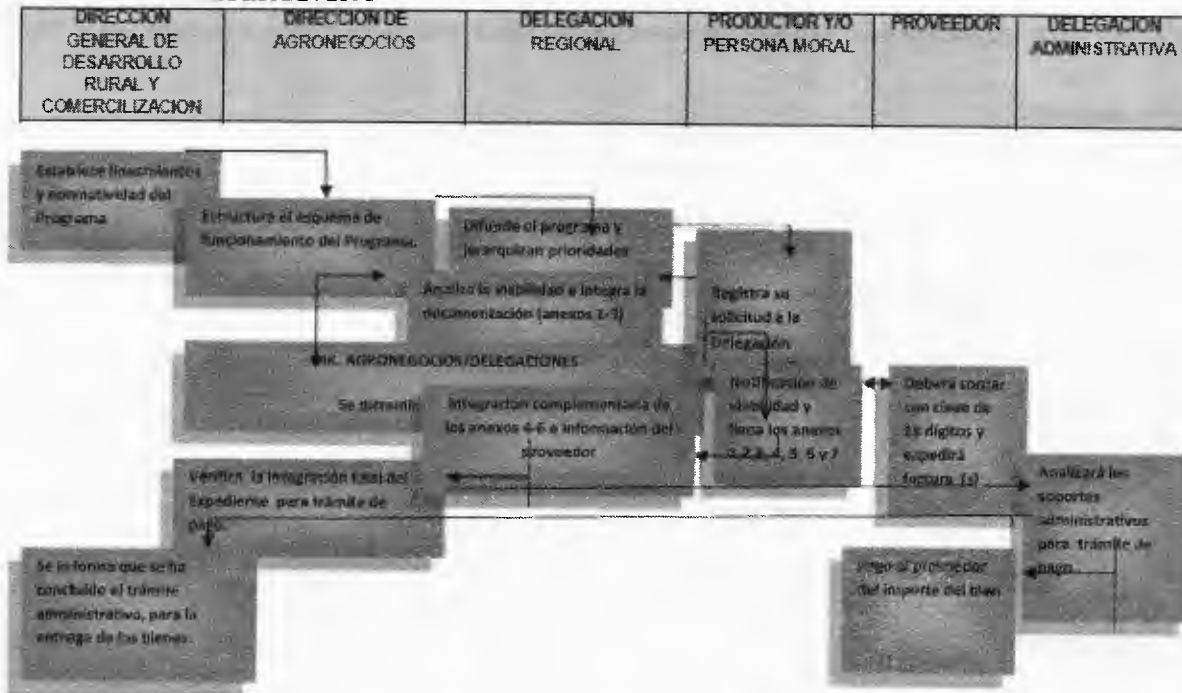 DIRECCION
GENERAL DE
DESARROLLO
RURAL Y
COMERCILIZACION
DIRECCION DE
AGRONEGOCIOS
DELEGACION
REGIONAL
PRODUCTOR Y/O
PERSONA MORAL
PROVEEDOR
DELEGACION
ADMINISTRATIVA
Establece lineamientos
y normatividad del
Programa
Estructura el esquema de
funcionamiento del Programa.
Difunde el programa y
jerarquizan prioridades
Registra su
solicitud a la
Delegación
Analiza la viabilidad e integra la
documentación (anexos 1-3)
AGRONEGOCIOS/DELEGACIONES
Se
Notificación de
viabilidad y
firma los anexos
4, 5, 6 y 7
Deberá contar
con clave de
18 digitos y
expedirá
factura (s)
Integración complementaria de
los anexos 4-6 e información del
proveedor
Verifica la integración total del
expediente para trámite de
pago.
Analizará los
soportes
administrativos
para trámite de
pago
Pago al proveedor
del importe del bien
Se informa que se ha
concluido el trámite
administrativo, para la
entrega de los bienes.